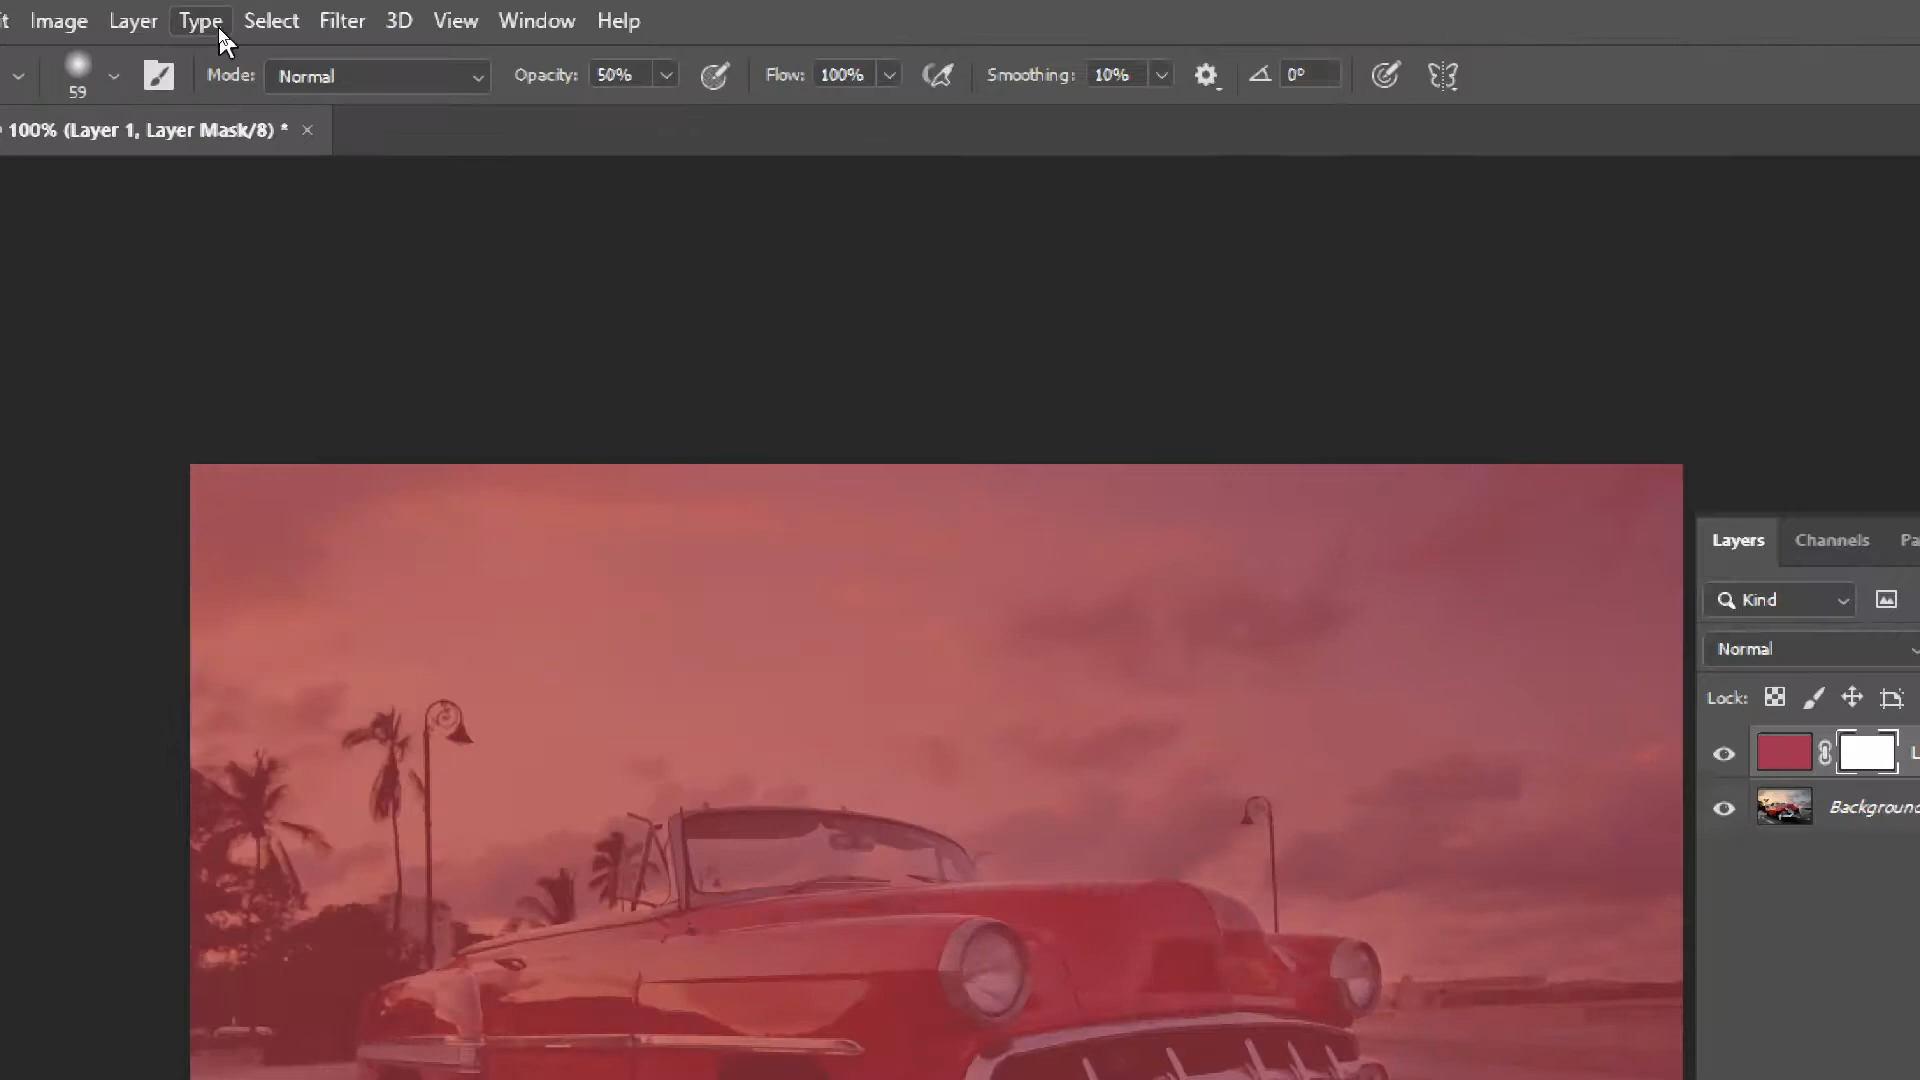 Image Layer Type Select Filter 3D View Window Help
59 Mode: Normal Opacity: 50% Flow: 100% Smoothing: 10% 0°
100% (Layer 1, Layer Mask/8) * ×
Layers Channels
Kind
Normal
Lock:
Background